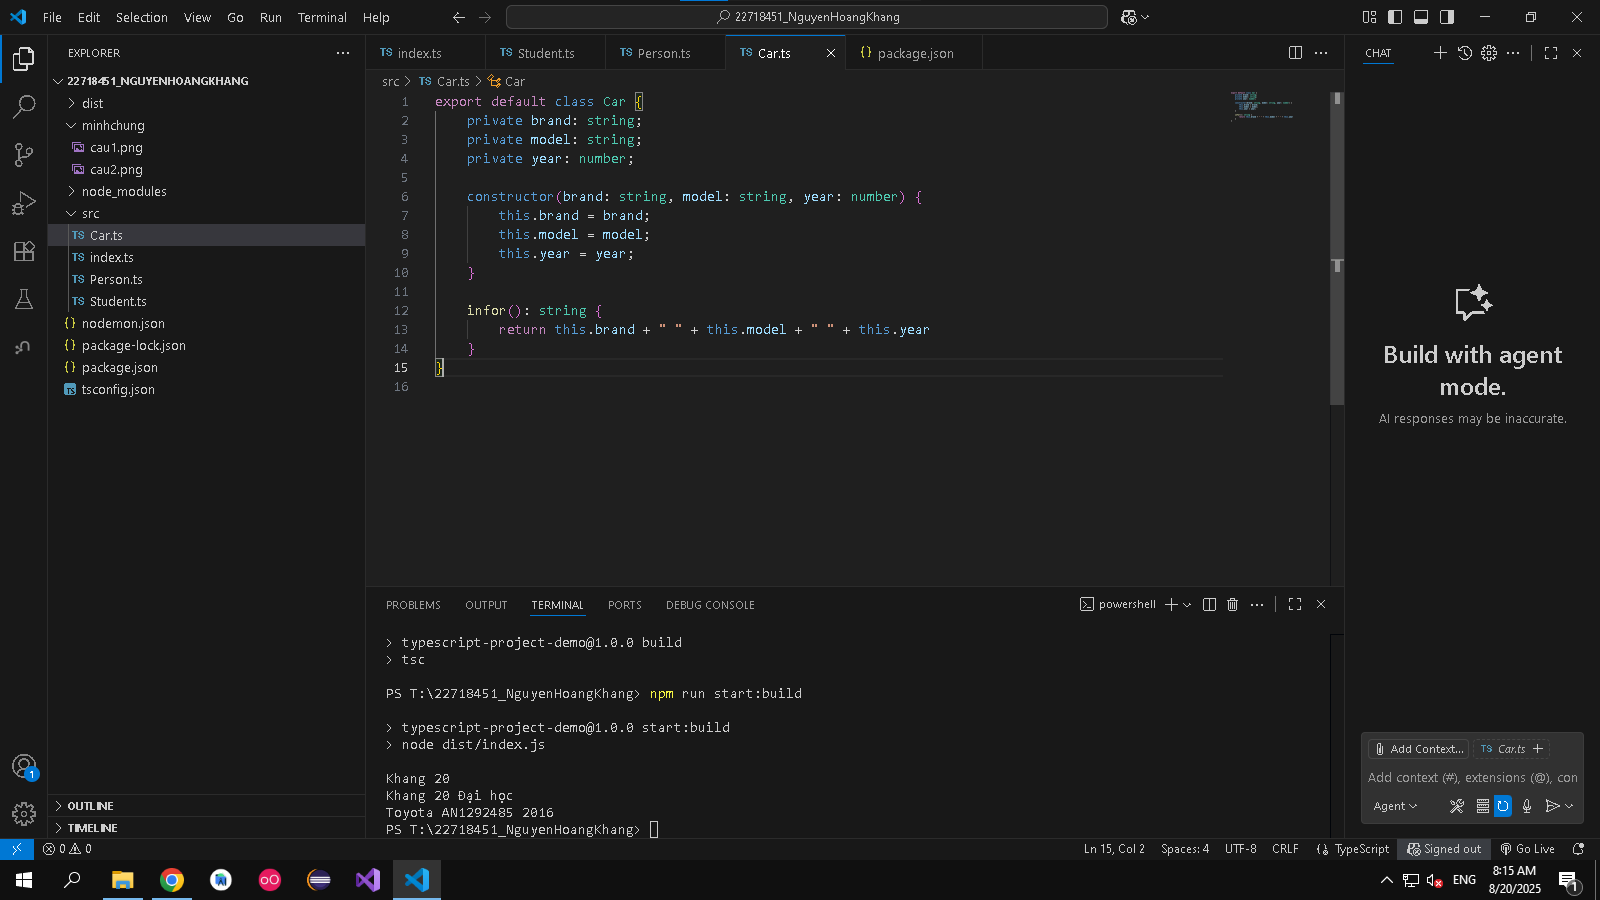 File Edit Selection View Go Run Terminal Help
22718451_NguyenHoangKhang
EXPLORER
22718451_NGUYENHOANGKHANG
dist
minhchung
cau1.png
cau2.png
node_modules
src
TS Car.ts
TS index.ts
TS Person.ts
TS Student.ts
{} nodemon.json
{} package-lock.json
{} package.json
TS tsconfig.json
OUTLINE
TIMELINE
TS index.ts TS Student.ts TS Person.ts TS Car.ts {} package.json
src > TS Car.ts > Car
1 export default class Car {
2 private brand: string;
3 private model: string;
4 private year: number;
5
6 constructor(brand: string, model: string, year: number) {
7 this.brand = brand;
8 this.model = model;
9 this.year = year;
10 }
11
12 infor(): string {
13 return this.brand + " " + this.model + " " + this.year
14 }
15 }
16
PROBLEMS OUTPUT TERMINAL PORTS DEBUG CONSOLE
powershell
> typescript-project-demo@1.0.0 build
> tsc
PS T:\22718451_NguyenHoangKhang> npm run start:build
> typescript-project-demo@1.0.0 start:build
> node dist/index.js
Khang 20
Khang 20 Đại học
Toyota AN1292485 2016
PS T:\22718451_NguyenHoangKhang>
CHAT
Build with agent
mode.
AI responses may be inaccurate.
Add Context... TS Car.ts
Add context (#), extensions (@), con
Agent
1
0 0
Ln 15, Col 2 Spaces: 4 UTF-8 CRLF {} TypeScript Signed out Go Live
ENG
8:15 AM
8/20/2025
1